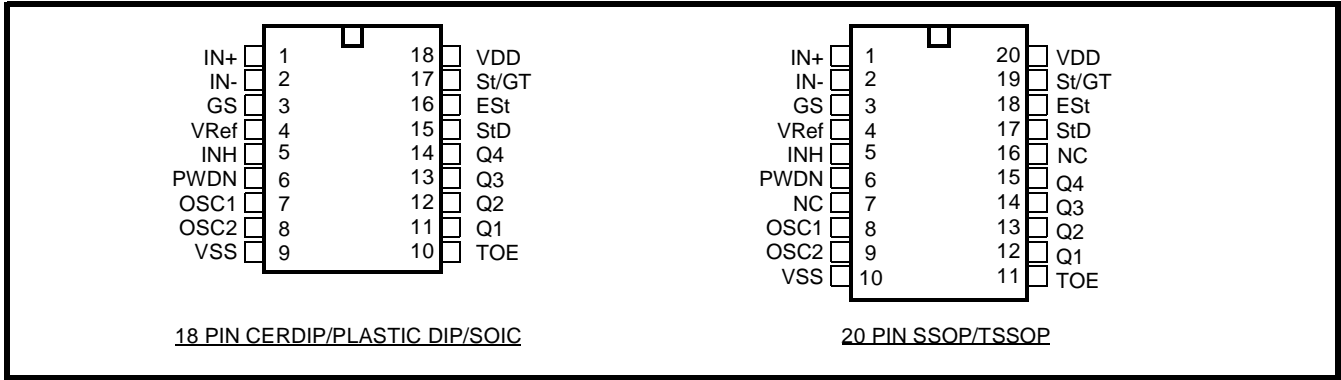 IN+ 1 18 VDD
IN- 2 17 St/GT
GS 3 16 ESt
VRef 4 15 StD
INH 5 14 Q4
PWDN 6 13 Q3
OSC1 7 12 Q2
OSC2 8 11 Q1
VSS 9 10 TOE
18 PIN CERDIP/PLASTIC DIP/SOIC
IN+ 1 20 VDD
IN- 2 19 St/GT
GS 3 18 ESt
VRef 4 17 StD
INH 5 16 NC
PWDN 6 15 Q4
NC 7 14 Q3
OSC1 8 13 Q2
OSC2 9 12 Q1
VSS 10 11 TOE
20 PIN SSOP/TSSOP